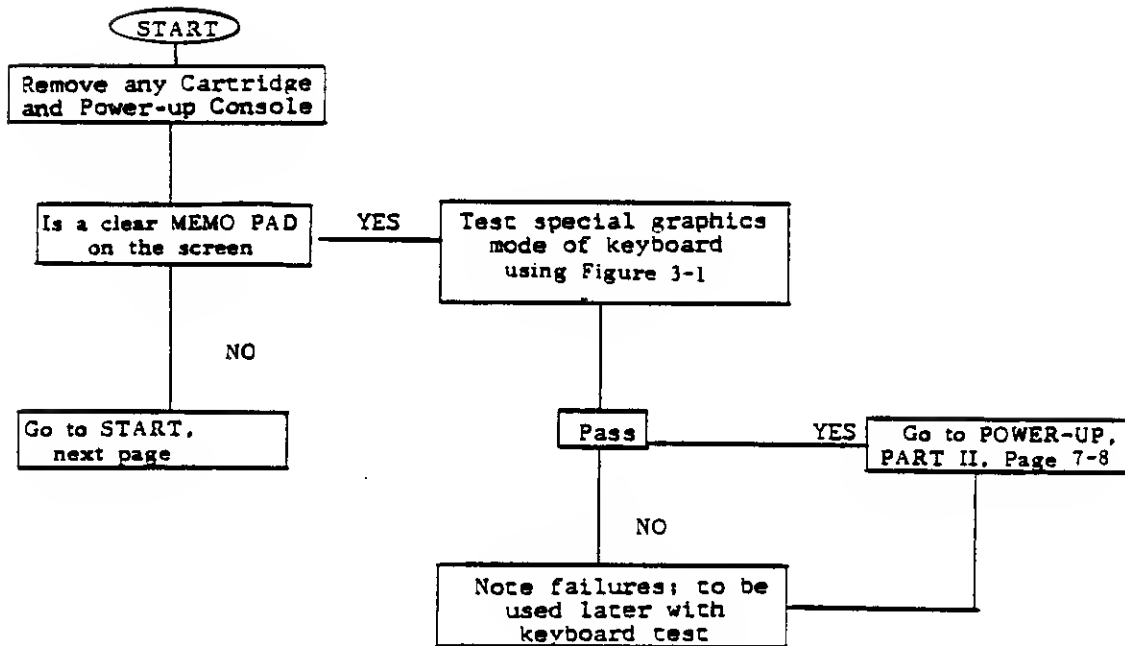 START
Remove any Cartridge
and Power-up Console
Is a clear MEMO PAD
on the screen
YES
Test special graphics
mode of keyboard
using Figure 3-1
NO
Go to START,
next page
Pass
YES
Go to POWER-UP,
PART II, Page 7-8
NO
Note failures; to be
used later with
keyboard test